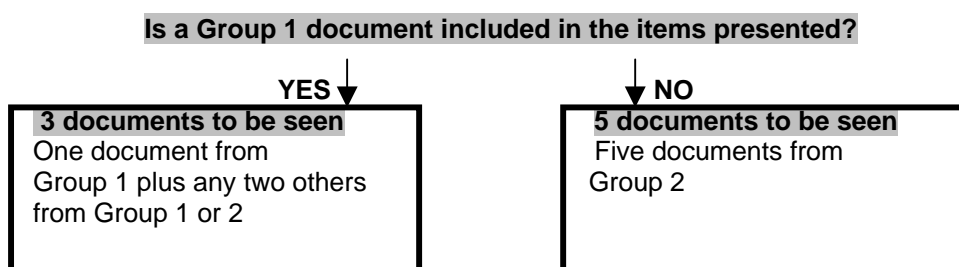 Is a Group 1 document included in the items presented?
YES
NO
3 documents to be seen
One document from
Group 1 plus any two others
from Group 1 or 2
5 documents to be seen
Five documents from
Group 2